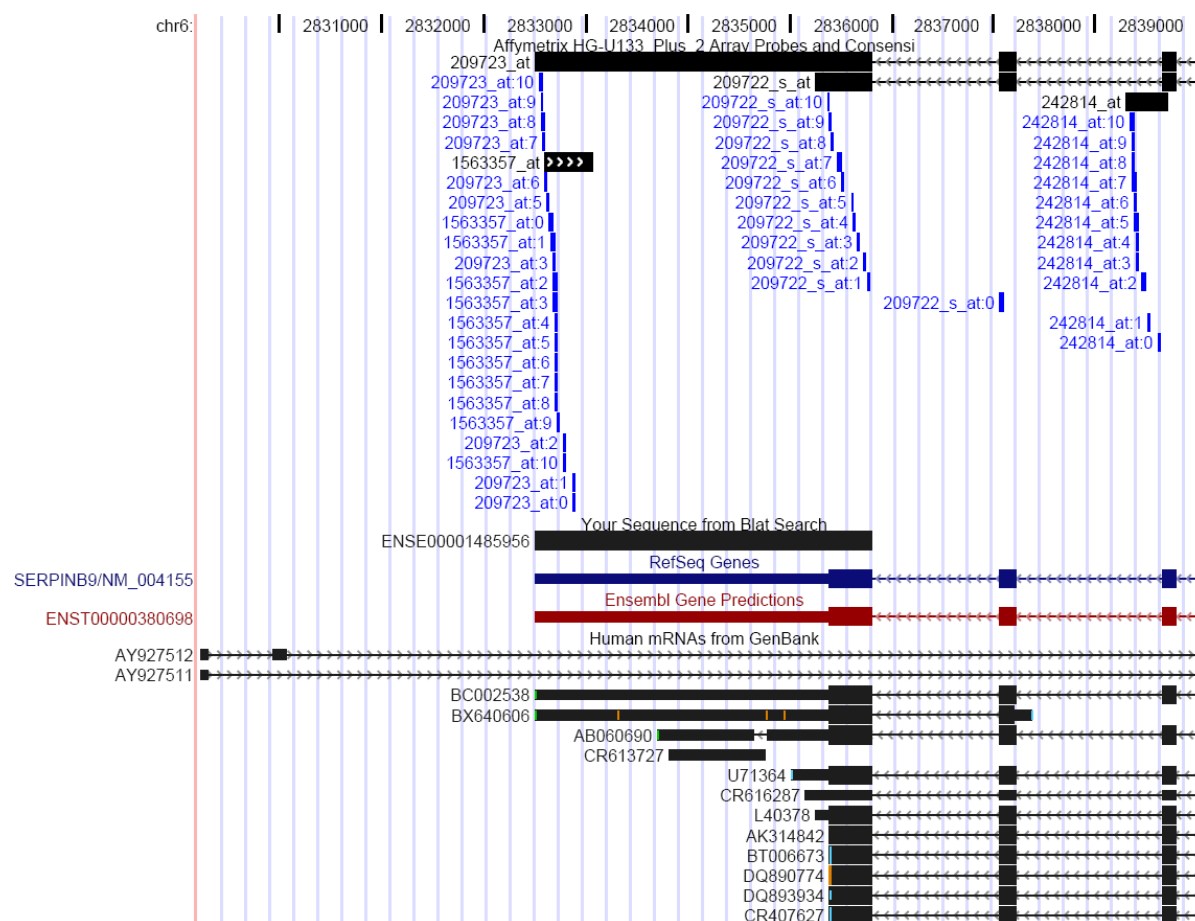 chr6: 2831000 2832000 2833000 2834000 2835000 2836000 2837000 2838000 2839000
Affymetrix HG-U133_Plus_2 Array Probes and Consensi
209723_at
209723_at:10 209722_s_at
209723_at:9 209722_s_at:10 242814_at
209723_at:8 209722_s_at:9 242814_at:10
209723_at:7 209722_s_at:8 242814_at:9
1563357_at 209722_s_at:7 242814_at:8
209723_at:6 209722_s_at:6 242814_at:7
209723_at:5 209722_s_at:5 242814_at:6
1563357_at:0 209722_s_at:4 242814_at:5
1563357_at:1 209722_s_at:3 242814_at:4
209723_at:3 209722_s_at:2 242814_at:3
1563357_at:2 209722_s_at:1 242814_at:2
1563357_at:3 209722_s_at:0
1563357_at:4 242814_at:1
1563357_at:5 242814_at:0
1563357_at:6
1563357_at:7
1563357_at:8
1563357_at:9
209723_at:2
1563357_at:10
209723_at:1
209723_at:0
Your Sequence from Blat Search
ENSE00001485956
RefSeq Genes
SERPINB9/NM_004155
Ensembl Gene Predictions
ENST00000380698
Human mRNAs from GenBank
AY927512
AY927511
BC002538
BX640606
AB060690
CR613727
U71364
CR616287
L40378
AK314842
BT006673
DQ890774
DQ893934
CR407627